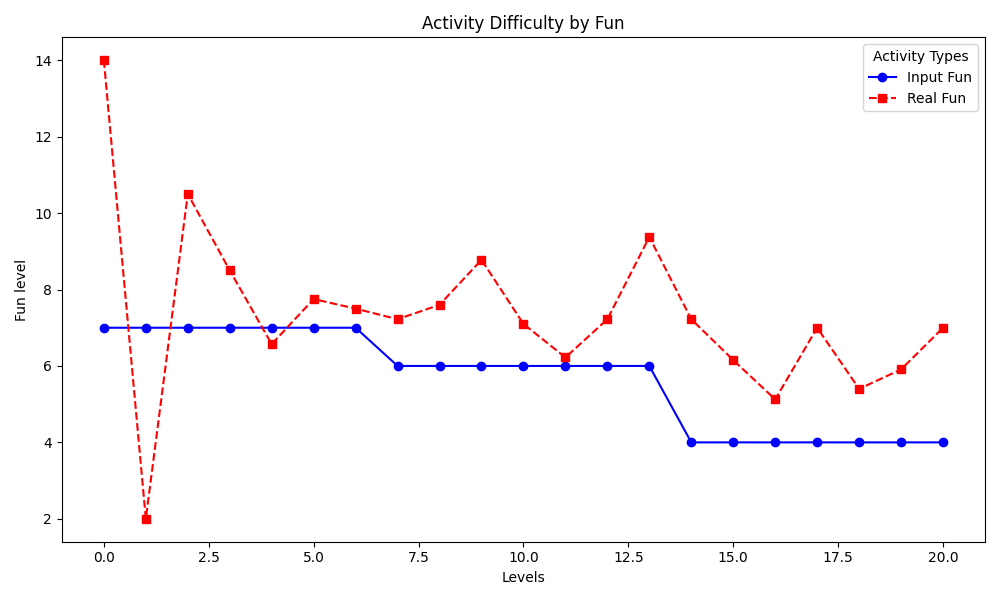 Activity Difficulty by Fun
Activity Types
Input Fun
Real Fun
Fun level
14
12
10
8
6
4
2
0.0 2.5 5.0 7.5 10.0 12.5 15.0 17.5 20.0
Levels